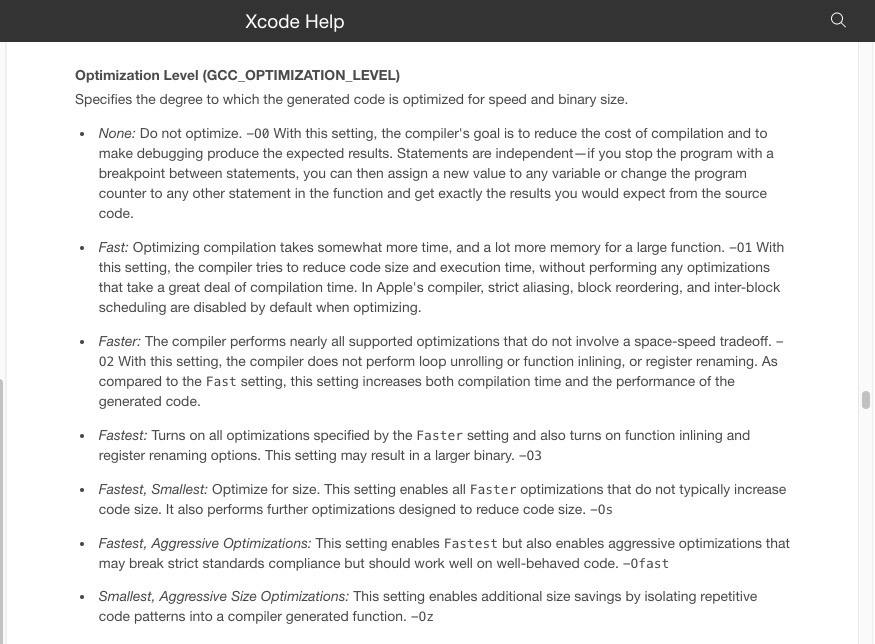 Xcode Help
Optimization Level (GCC_OPTIMIZATION_LEVEL)
Specifies the degree to which the generated code is optimized for speed and binary size.
• None: Do not optimize. –O0 With this setting, the compiler's goal is to reduce the cost of compilation and to
make debugging produce the expected results. Statements are independent—if you stop the program with a
breakpoint between statements, you can then assign a new value to any variable or change the program
counter to any other statement in the function and get exactly the results you would expect from the source
code.
• Fast: Optimizing compilation takes somewhat more time, and a lot more memory for a large function. –O1 With
this setting, the compiler tries to reduce code size and execution time, without performing any optimizations
that take a great deal of compilation time. In Apple's compiler, strict aliasing, block reordering, and inter-block
scheduling are disabled by default when optimizing.
• Faster: The compiler performs nearly all supported optimizations that do not involve a space-speed tradeoff. –
O2 With this setting, the compiler does not perform loop unrolling or function inlining, or register renaming. As
compared to the Fast setting, this setting increases both compilation time and the performance of the
generated code.
• Fastest: Turns on all optimizations specified by the Faster setting and also turns on function inlining and
register renaming options. This setting may result in a larger binary. –O3
• Fastest, Smallest: Optimize for size. This setting enables all Faster optimizations that do not typically increase
code size. It also performs further optimizations designed to reduce code size. –Os
• Fastest, Aggressive Optimizations: This setting enables Fastest but also enables aggressive optimizations that
may break strict standards compliance but should work well on well-behaved code. –Ofast
• Smallest, Aggressive Size Optimizations: This setting enables additional size savings by isolating repetitive
code patterns into a compiler generated function. –Oz